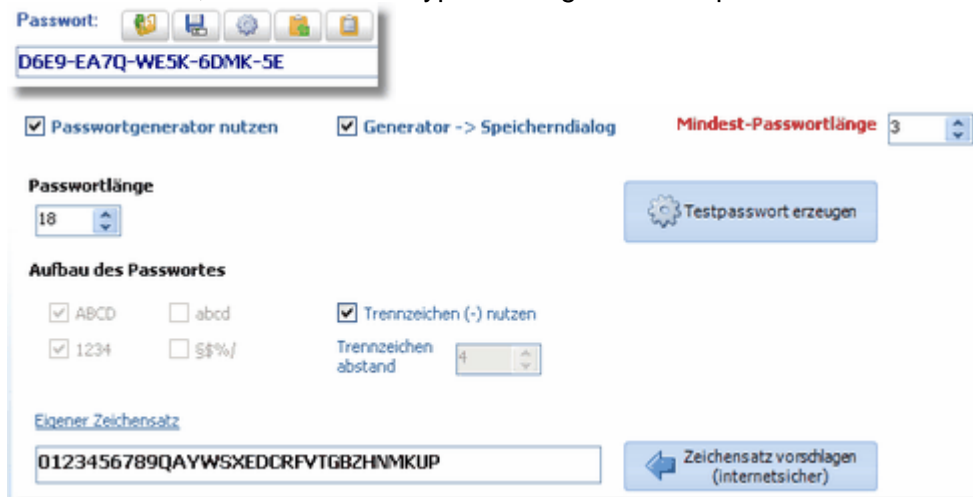 Passwort:
D6E9-EA7Q-WE5K-6DMK-5E
Passwortgenerator nutzen
Generator -> Speicherndialog
Mindest-Passwortlänge 3
Passwortlänge
18
Testpasswort erzeugen
Aufbau des Passwortes
ABCD
abcd
Trennzeichen (-) nutzen
1234
§$%/
Trennzeichen
abstand
4
Eigener Zeichensatz
0123456789QAYWSXEDCRFVTGBZHNMKUP
Zeichensatz vorschlagen
(internetsicher)